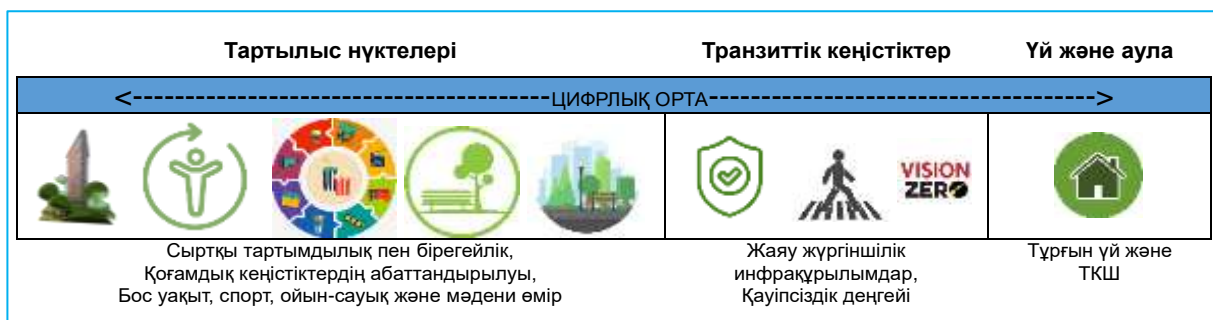 Тартылыс нүктелері
Транзиттік кеңістіктер
Үй және аула
<---------------------------------------ЦИФРЛЫҚ ОРТА------------------------------------>
VISION
ZERO
Сыртқы тартымдылық пен бірегейлік,
Қоғамдық кеңістіктердің абаттандырылуы,
Бос уақыт, спорт, ойын-сауық және мәдени өмір
Жаяу жүргіншілік
инфрақұрылымдар,
Қауіпсіздік деңгейі
Тұрғын үй және
ТКШ